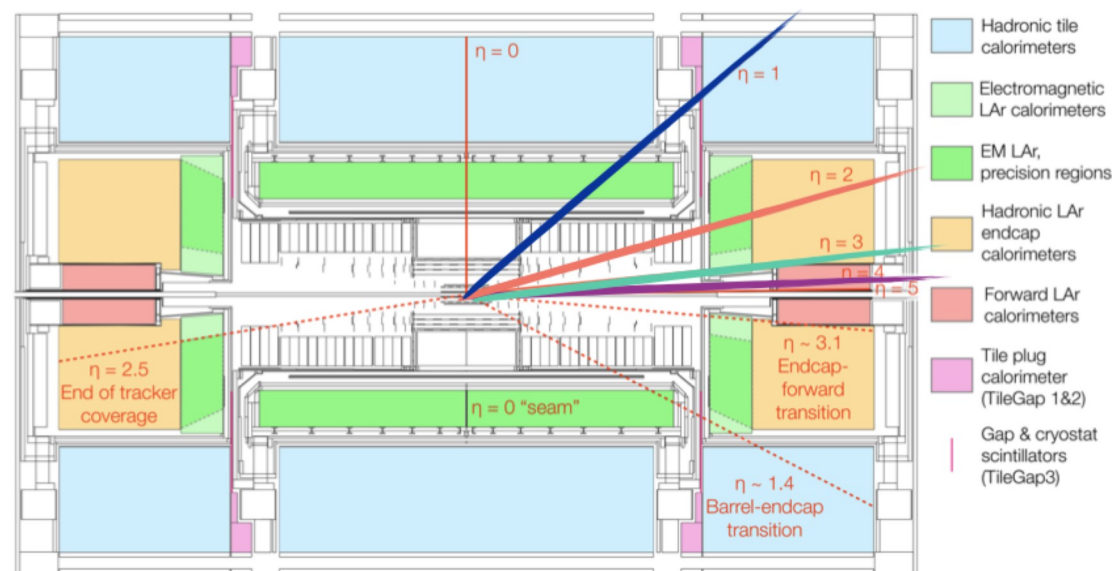 η = 0
η = 1
η = 2
η = 3
η = 4
η = 5
η = 2.5
End of tracker
coverage
η = 0 “seam”
η ~ 3.1
Endcap-
forward
transition
η ~ 1.4
Barrel-endcap
transition
Hadronic tile
calorimeters
Electromagnetic
LAr calorimeters
EM LAr,
precision regions
Hadronic LAr
endcap
calorimeters
Forward LAr
calorimeters
Tile plug
calorimeter
(TileGap 1&2)
Gap & cryostat
scintillators
(TileGap3)